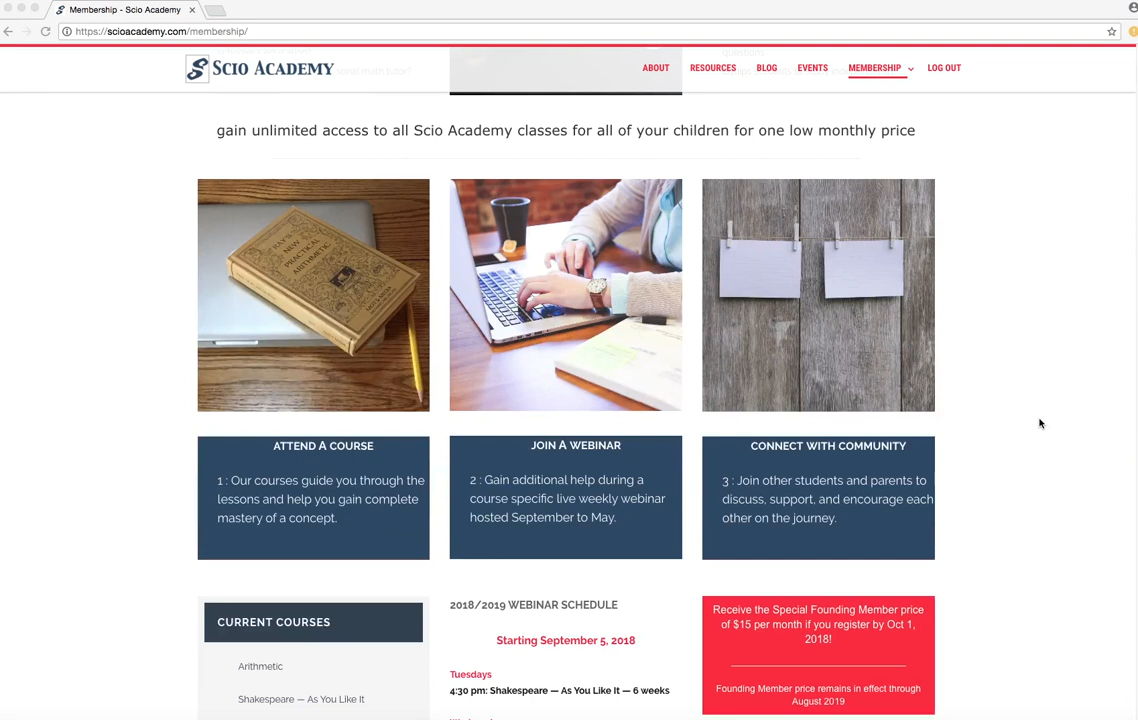 Membership - Scio Academy
https://scioacademy.com/membership/
questions
SCIO ACADEMY
ABOUT
RESOURCES
BLOG
EVENTS
MEMBERSHIP
LOG OUT
gain unlimited access to all Scio Academy classes for all of your children for one low monthly price
RAY'S
NEW
PRACTICAL
ARITHMETIC
ATTEND A COURSE
1 : Our courses guide you through the
lessons and help you gain complete
mastery of a concept.
JOIN A WEBINAR
2 : Gain additional help during a
course specific live weekly webinar
hosted September to May.
CONNECT WITH COMMUNITY
3 : Join other students and parents to
discuss, support, and encourage each
other on the journey.
CURRENT COURSES
Arithmetic
Shakespeare — As You Like It
2018/2019 WEBINAR SCHEDULE
Starting September 5, 2018
Tuesdays
4:30 pm: Shakespeare — As You Like It — 6 weeks
Receive the Special Founding Member price
of $15 per month if you register by Oct 1,
2018!
Founding Member price remains in effect through
August 2019